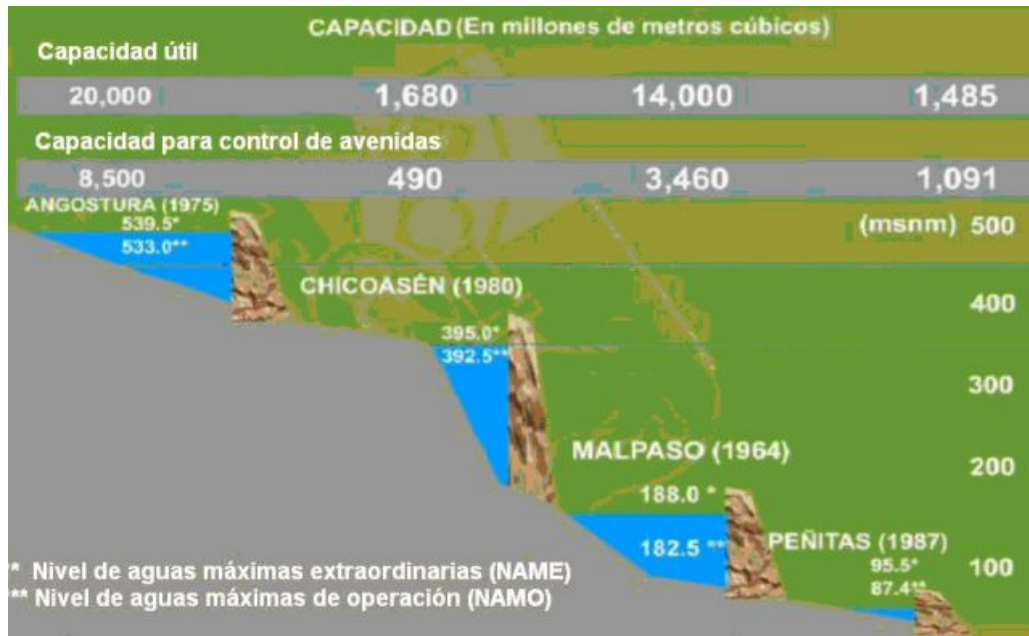 CAPACIDAD (En millones de metros cúbicos)
Capacidad útil
20,000 1,680 14,000 1,485
Capacidad para control de avenidas
8,500 490 3,460 1,091
ANGOSTURA (1975)
539.5*
533.0**
(msnm) 500
CHICOASÉN (1980)
400
395.0*
392.5**
300
MALPASO (1964)
200
188.0 *
182.5 **
PEÑITAS (1987)
95.5*
87.4**
100
** Nivel de aguas máximas extraordinarias (NAME)
*** Nivel de aguas máximas de operación (NAMO)